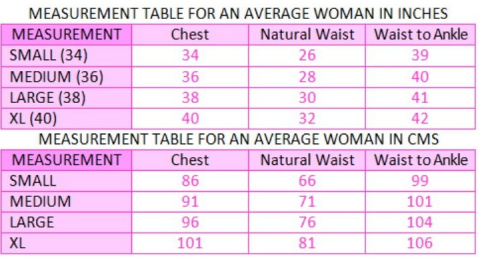 MEASUREMENT TABLE FOR AN AVERAGE WOMAN IN INCHES
MEASUREMENT Chest Natural Waist Waist to Ankle
SMALL (34) 34 26 39
MEDIUM (36) 36 28 40
LARGE (38) 38 30 41
XL (40) 40 32 42
MEASUREMENT TABLE FOR AN AVERAGE WOMAN IN CMS
MEASUREMENT Chest Natural Waist Waist to Ankle
SMALL 86 66 99
MEDIUM 91 71 101
LARGE 96 76 104
XL 101 81 106